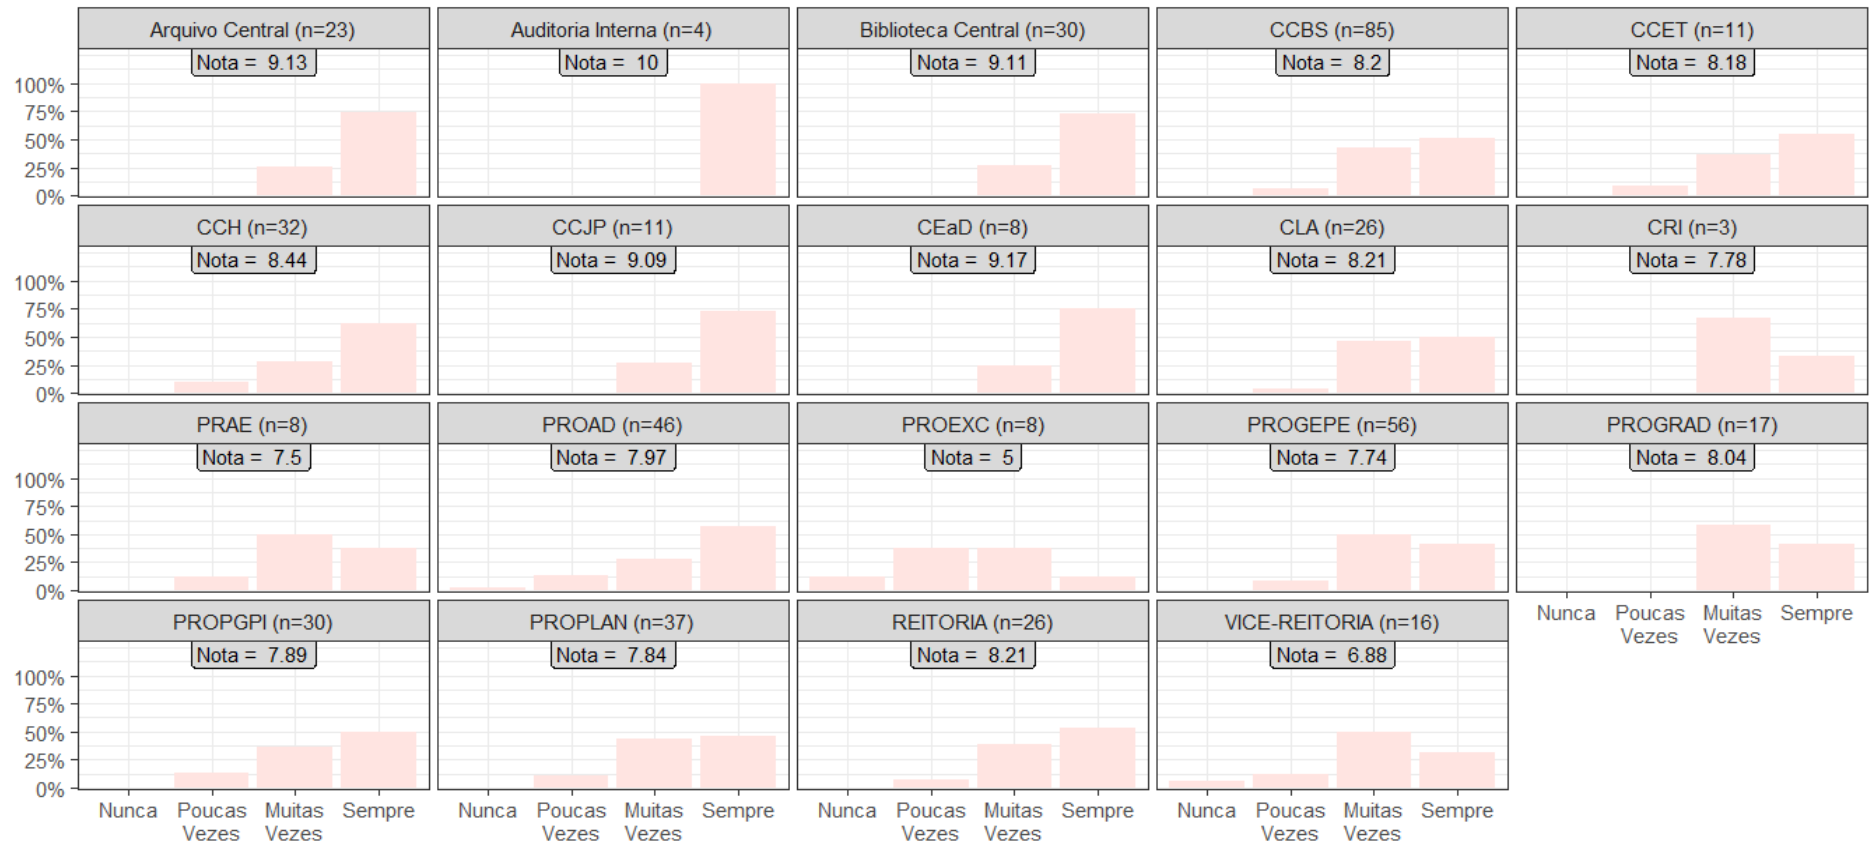 Arquivo Central (n=23)
Nota = 9.13
Auditoria Interna (n=4)
Nota = 10
Biblioteca Central (n=30)
Nota = 9.11
CCBS (n=85)
Nota = 8.2
CCET (n=11)
Nota = 8.18
100%
75%
50%
25%
0%
CCH (n=32)
Nota = 8.44
CCJP (n=11)
Nota = 9.09
CEaD (n=8)
Nota = 9.17
CLA (n=26)
Nota = 8.21
CRI (n=3)
Nota = 7.78
100%
75%
50%
25%
0%
PRAE (n=8)
Nota = 7.5
PROAD (n=46)
Nota = 7.97
PROEXC (n=8)
Nota = 5
PROGEPE (n=56)
Nota = 7.74
PROGRAD (n=17)
Nota = 8.04
100%
75%
50%
25%
0%
Nunca
Poucas
Vezes
Muitas
Vezes
Sempre
PROPGPI (n=30)
Nota = 7.89
PROPLAN (n=37)
Nota = 7.84
REITORIA (n=26)
Nota = 8.21
VICE-REITORIA (n=16)
Nota = 6.88
100%
75%
50%
25%
0%
Nunca
Poucas
Vezes
Muitas
Vezes
Sempre
Nunca
Poucas
Vezes
Muitas
Vezes
Sempre
Nunca
Poucas
Vezes
Muitas
Vezes
Sempre
Nunca
Poucas
Vezes
Muitas
Vezes
Sempre